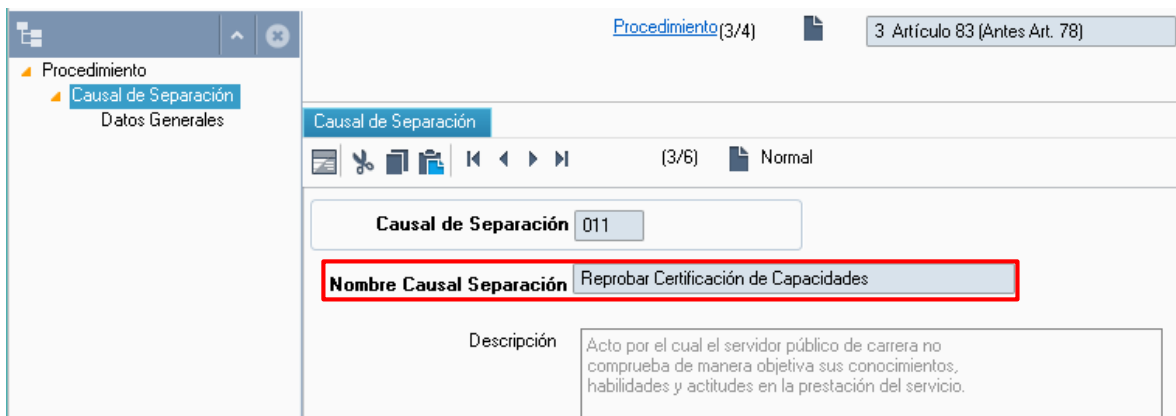 Procedimiento(3/4) 3 Artículo 83 (Antes Art. 78)
Procedimiento
Causal de Separación
Datos Generales
Causal de Separación
(3/6) Normal
Causal de Separación 011
Nombre Causal Separación Reprobar Certificación de Capacidades
Descripción
Acto por el cual el servidor público de carrera no
comprueba de manera objetiva sus conocimientos,
habilidades y actitudes en la prestación del servicio.